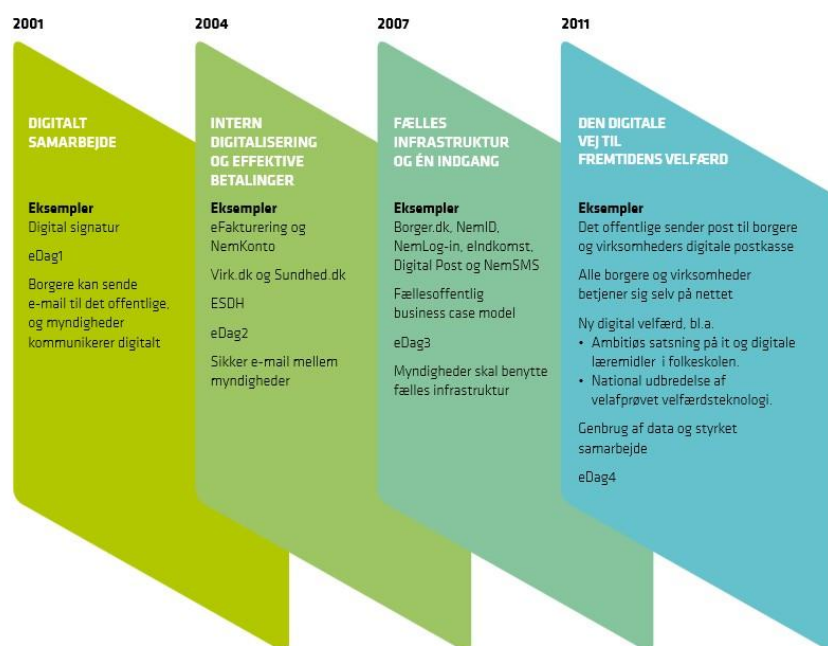 2001
DIGITALT
SAMARBEJDE
Eksempler
Digital signatur
eDag1
Borgere kan sende
e-mail til det offentlige,
og myndigheder
kommunikerer digitalt
2004
INTERN
DIGITALISERING
OG EFFEKTIVE
BETALINGER
Eksempler
eFakturering og
NemKonto
Virk.dk og Sundhed.dk
ESDH
eDag2
Sikker e-mail mellem
myndigheder
2007
FÆLLES
INFRASTRUKTUR
OG ÉN INDGANG
Eksempler
Borger.dk, NemID,
NemLog-in, eIndkomst,
Digital Post og NemSMS
Fællesoffentlig
business case model
eDag3
Myndigheder skal benytte
fælles infrastruktur
2011
DEN DIGITALE
VEJ TIL
FREMTIDENS VELFÆRD
Eksempler
Det offentlige sender post til borgere
og virksomheders digitale postkasse
Alle borgere og virksomheder
betjener sig selv på nettet
Ny digital velfærd, bl.a.
• Ambitiøs satsning på it og digitale
læremidler i folkeskolen.
• National udbredelse af
velafprøvet velfærdsteknologi.
Genbrug af data og styrket
samarbejde
eDag4